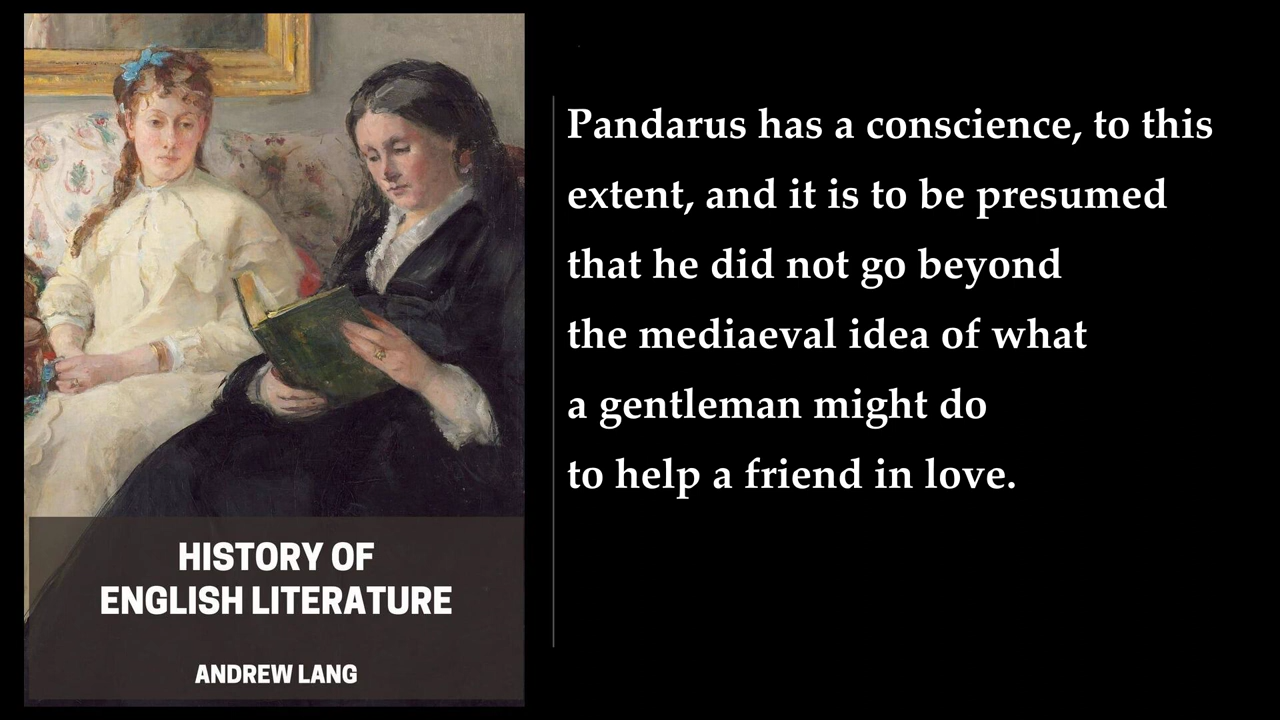 HISTORY OF
ENGLISH LITERATURE
ANDREW LANG
Pandarus has a conscience, to this
extent, and it is to be presumed
that he did not go beyond
the mediaeval idea of what
a gentleman might do
to help a friend in love.